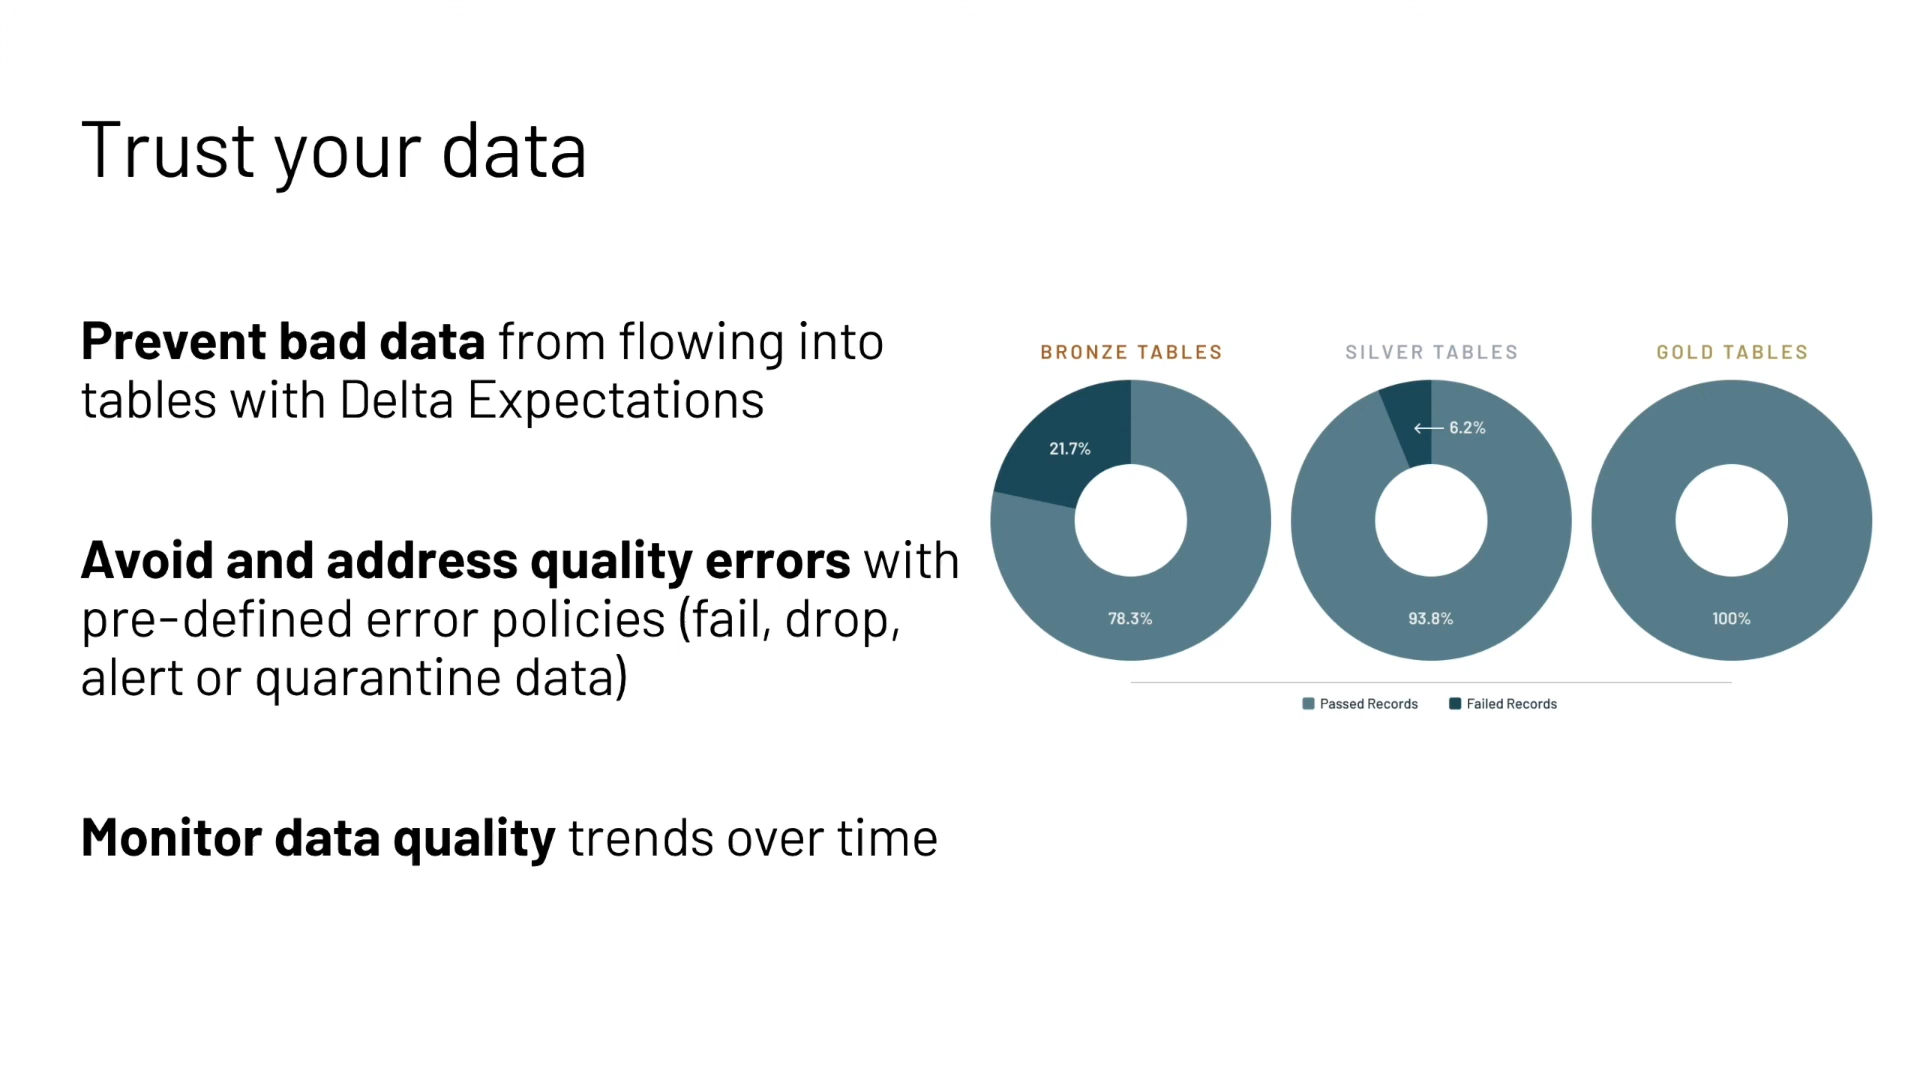 Trust your data
Prevent bad data from flowing into
tables with Delta Expectations
Avoid and address quality errors with
pre-defined error policies (fail, drop,
alert or quarantine data)
Monitor data quality trends over time
BRONZE TABLES
21.7%
78.3%
SILVER TABLES
6.2%
93.8%
GOLD TABLES
100%
Passed Records
Failed Records